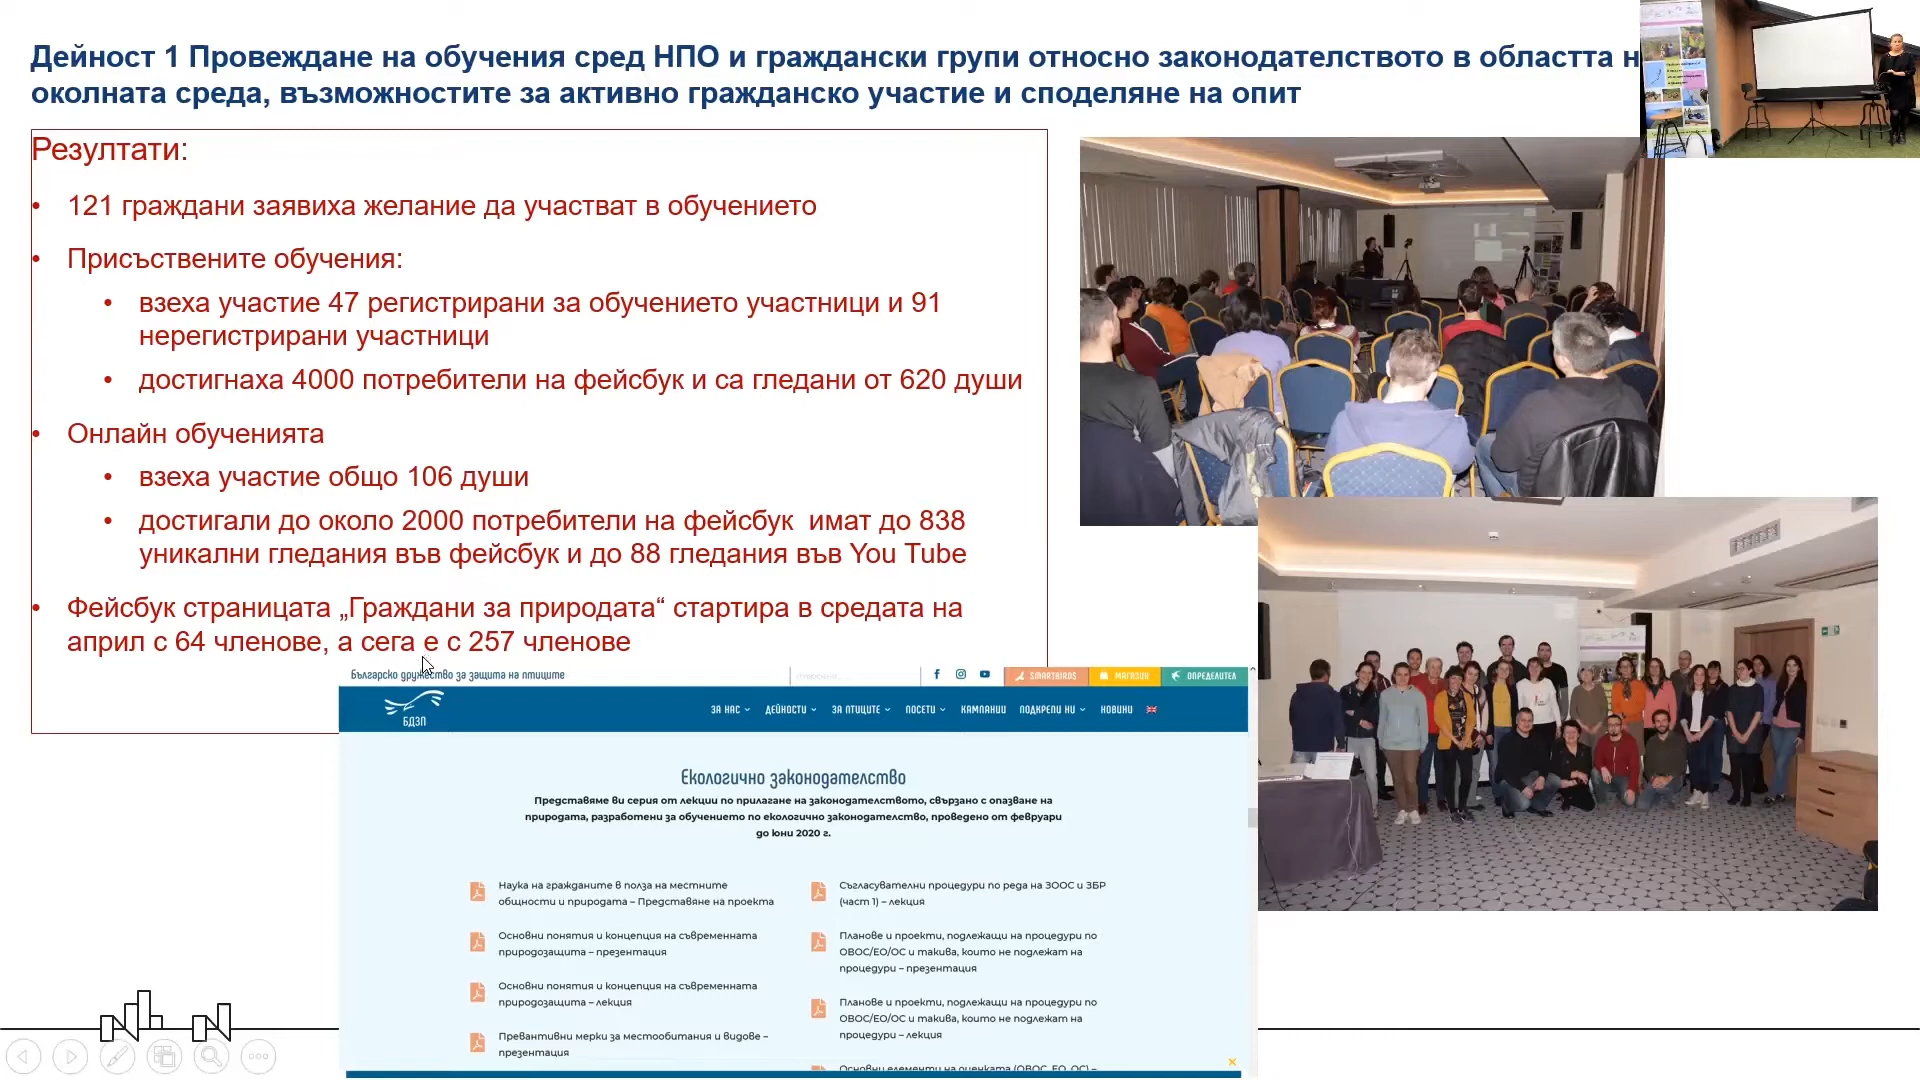 Дейност 1 Провеждане на обучения сред НПО и граждански групи относно законодателството в областта н
околната среда, възможностите за активно гражданско участие и споделяне на опит
Резултати:
• 121 граждани заявиха желание да участват в обучението
• Присъствените обучения:
• взеха участие 47 регистрирани за обучението участници и 91
нерегистрирани участници
• достигнаха 4000 потребители на фейсбук и са гледани от 620 души
• Онлайн обученията
• взеха участие общо 106 души
• достигали до около 2000 потребители на фейсбук имат до 838
уникални гледания във фейсбук и до 88 гледания във You Tube
• Фейсбук страницата „Граждани за природата“ стартира в средата на
април с 64 членове, а сега е с 257 членове
Българско дружество за защита на птиците
SMARTBIRDS
МАГАЗИН
ОПРЕДЕЛИТЕЛ
БДЗП
ЗА НАС ДЕЙНОСТИ ЗА ПТИЦИТЕ ПОСЕТИ КАМПАНИИ ПОДКРЕПИ НИ НОВИНИ
Екологично законодателство
Представяме ви серия от лекции по прилагане на законодателството, свързано с опазване на
природата, разработени за обучението по екологично законодателство, проведено от февруари
до юни 2020 г.
Наука на гражданите в полза на местните
общности и природата – Представяне на проекта
Основни понятия и концепция на съвременната
природозащита – презентация
Основни понятия и концепция на съвременната
природозащита – лекция
Превантивни мерки за местообитания и видове –
презентация
Съгласувателни процедури по реда на ЗООС и ЗБР
(част 1) – лекция
Планове и проекти, подлежащи на процедури по
ОВОС/ЕО/ОС и такива, които не подлежат на
процедури – презентация
Планове и проекти, подлежащи на процедури по
ОВОС/ЕО/ОС и такива, които не подлежат на
процедури – лекция
Основни елементи на оценката (ОВОС, ЕО, ОС) –